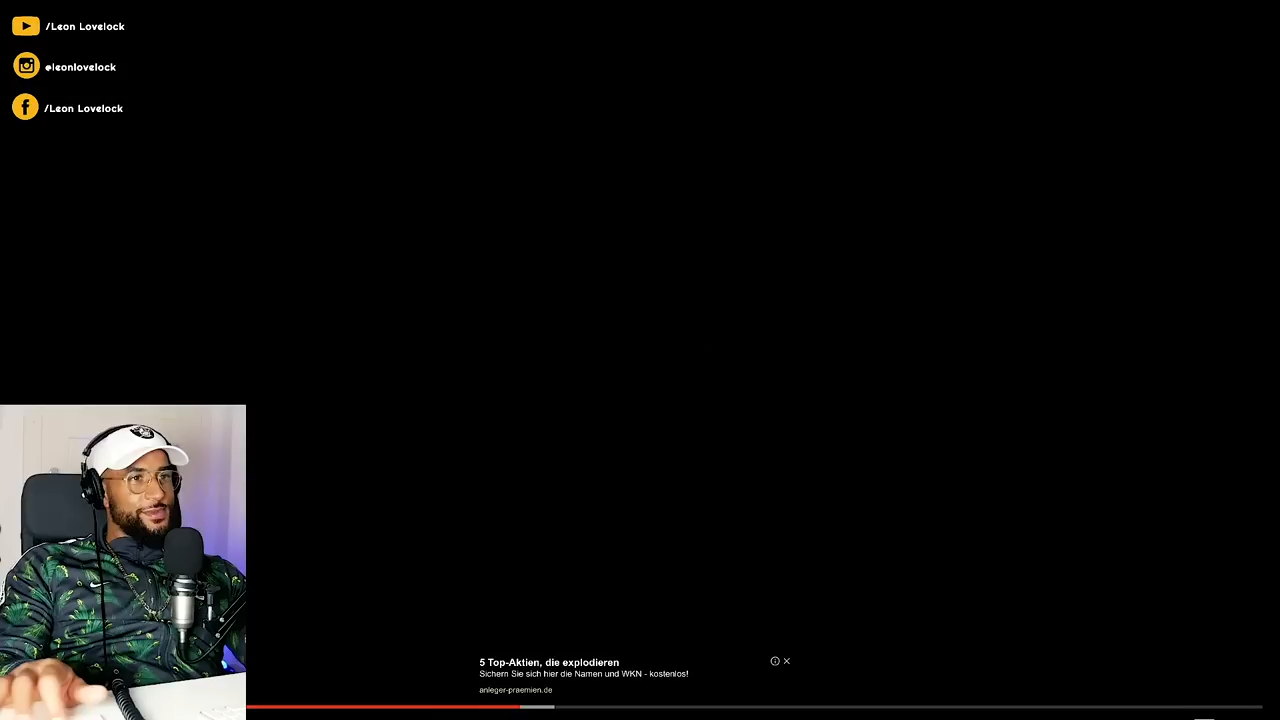 /Leon Lovelock
@leonlovelock
/Leon Lovelock
5 Top-Aktien, die explodieren
Sichern Sie sich hier die Namen und WKN - kostenlos!
anleger-praemien.de